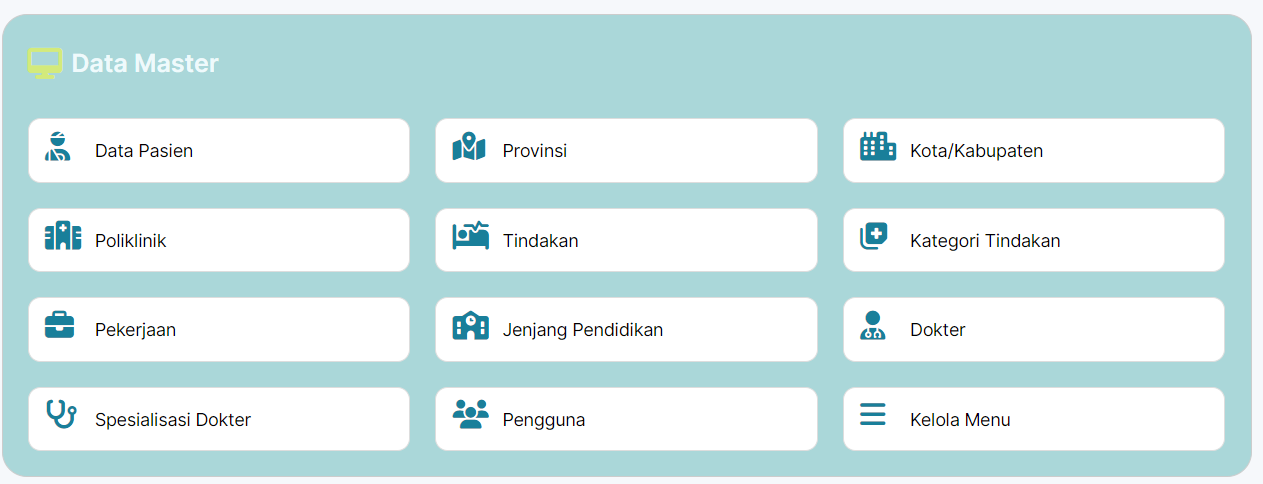 Data Master
Data Pasien
Provinsi
Kota/Kabupaten
Poliklinik
Tindakan
Kategori Tindakan
Pekerjaan
Jenjang Pendidikan
Dokter
Spesialisasi Dokter
Pengguna
Kelola Menu